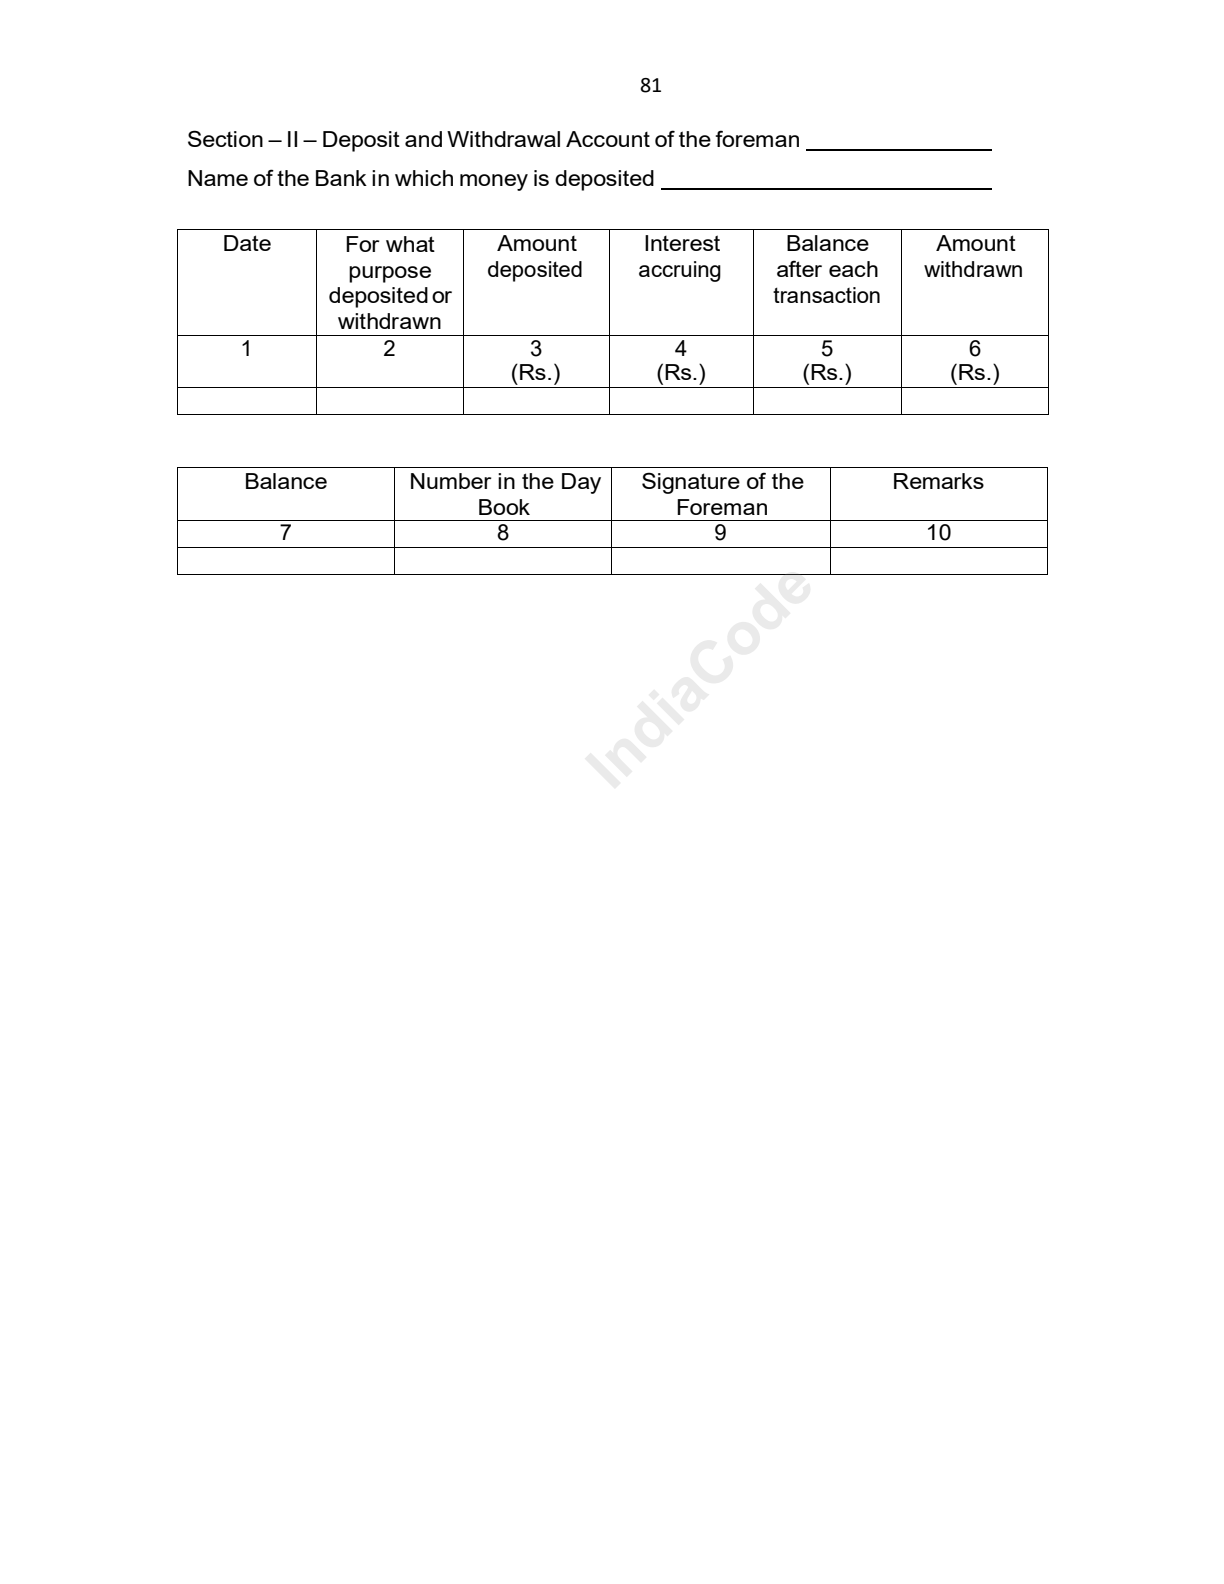 81
Section – II – Deposit and Withdrawal Account of the foreman
Name of the Bank in which money is deposited
Date
For what
purpose
deposited or
withdrawn
Amount
deposited
Interest
accruing
Balance
after each
transaction
Amount
withdrawn
1
2
3
(Rs.)
4
(Rs.)
5
(Rs.)
6
(Rs.)
Balance
Number in the Day
Book
Signature of the
Foreman
Remarks
7
8
9
10
IndiaCode